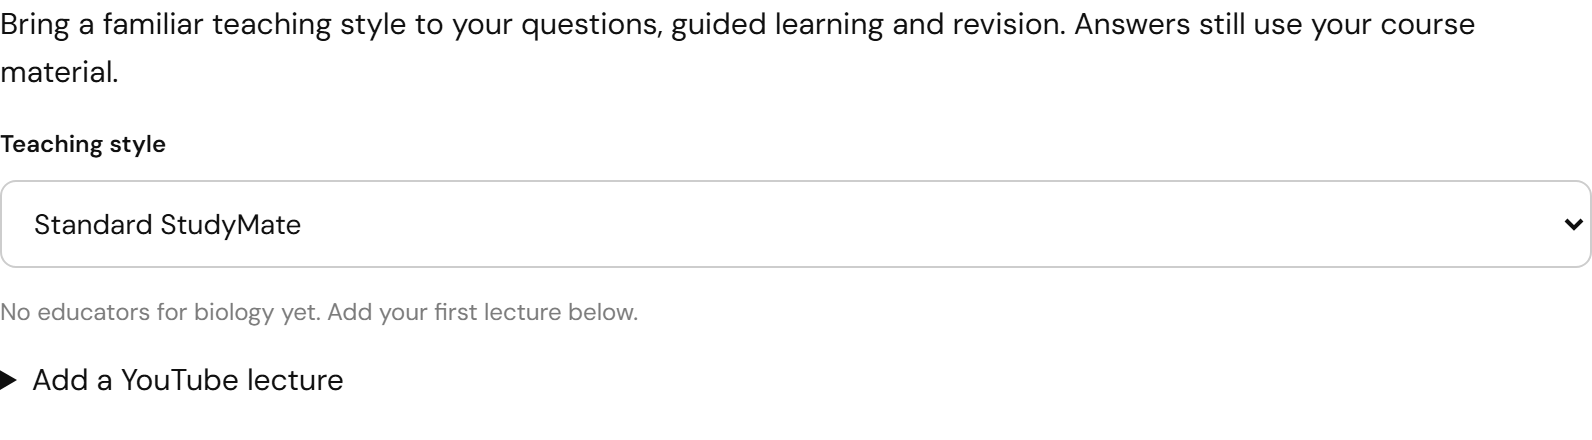 Bring a familiar teaching style to your questions, guided learning and revision. Answers still use your course
material.
Teaching style
Standard StudyMate
No educators for biology yet. Add your first lecture below.
Add a YouTube lecture